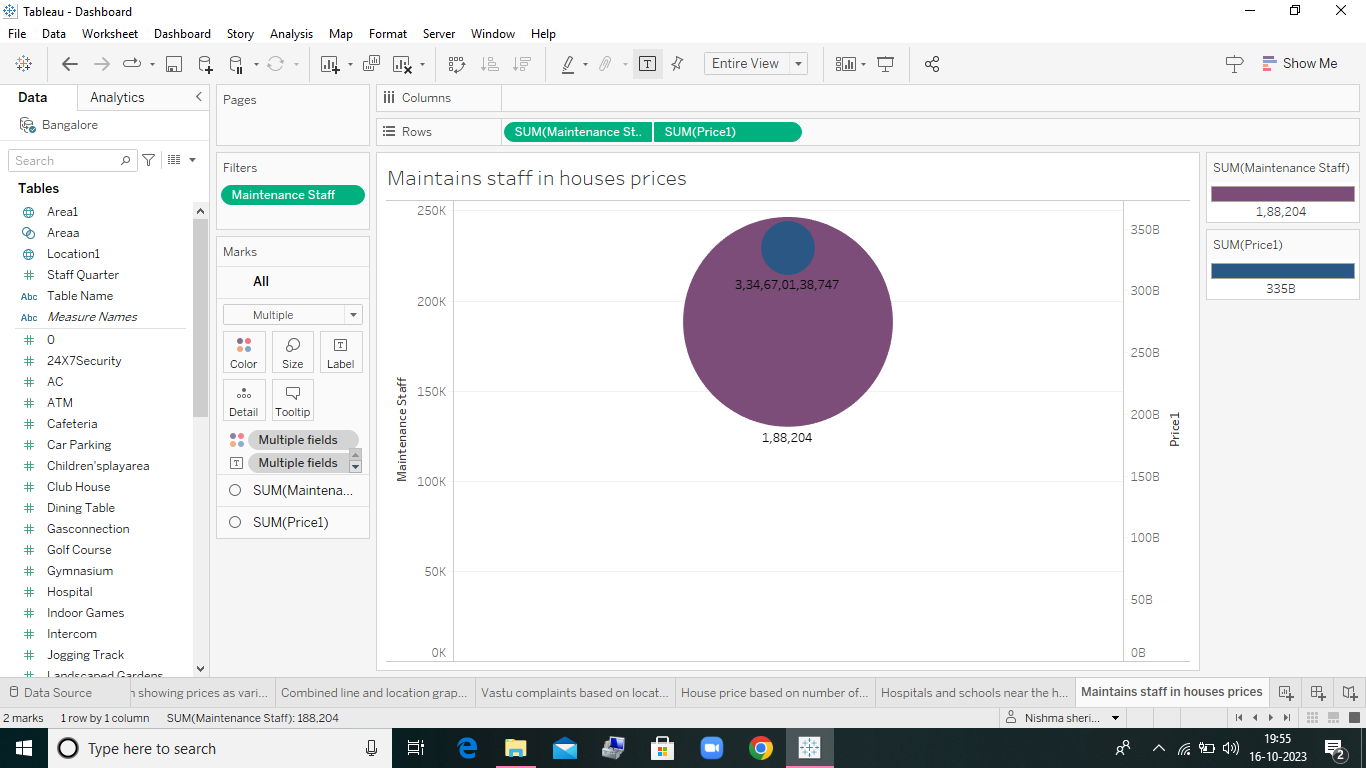 Tableau - Dashboard
File Data Worksheet Dashboard Story Analysis Map Format Server Window Help
Entire View
Show Me
Data Analytics
Bangalore
Search
Tables
Area1
Areaa
Location1
Staff Quarter
Abc Table Name
Abc Measure Names
0
24X7Security
AC
ATM
Cafeteria
Car Parking
Children'splayarea
Club House
Dining Table
Gasconnection
Golf Course
Gymnasium
Hospital
Indoor Games
Intercom
Jogging Track
Landscaped Gardens
Pages
Filters
Maintenance Staff
Marks
All
Multiple
Color Size Label
Detail Tooltip
Multiple fields
Multiple fields
SUM(Maintena...
SUM(Price1)
Columns
Rows SUM(Maintenance St.. SUM(Price1)
Maintains staff in houses prices
250K
200K
150K
100K
50K
0K
Maintenance Staff
3,34,67,01,38,747
1,88,204
350B
300B
250B
200B
150B
100B
50B
0B
Price1
SUM(Maintenance Staff)
1,88,204
SUM(Price1)
335B
Data Source n showing prices as vari... Combined line and location grap... Vastu complaints based on locat... House price based on number of... Hospitals and schools near the h... Maintains staff in houses prices
2 marks 1 row by 1 column SUM(Maintenance Staff): 188,204 Nishma sheri...
Type here to search
19:55
16-10-2023
2